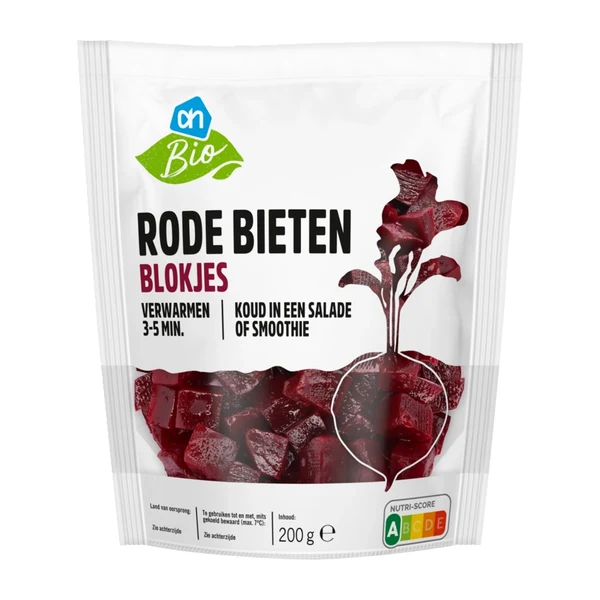 ah
Bio
RODE BIETEN
BLOKJES
VERWARMEN
3-5 MIN.
KOUD IN EEN SALADE
OF SMOOTHIE
Land van oorsprong:
Zie achterzijde
Te gebruiken tot en met, mits
gekoeld bewaard (max. 7°C):
Zie achterzijde
Inhoud:
200 g ℮
NUTRI-SCORE
A B C D E